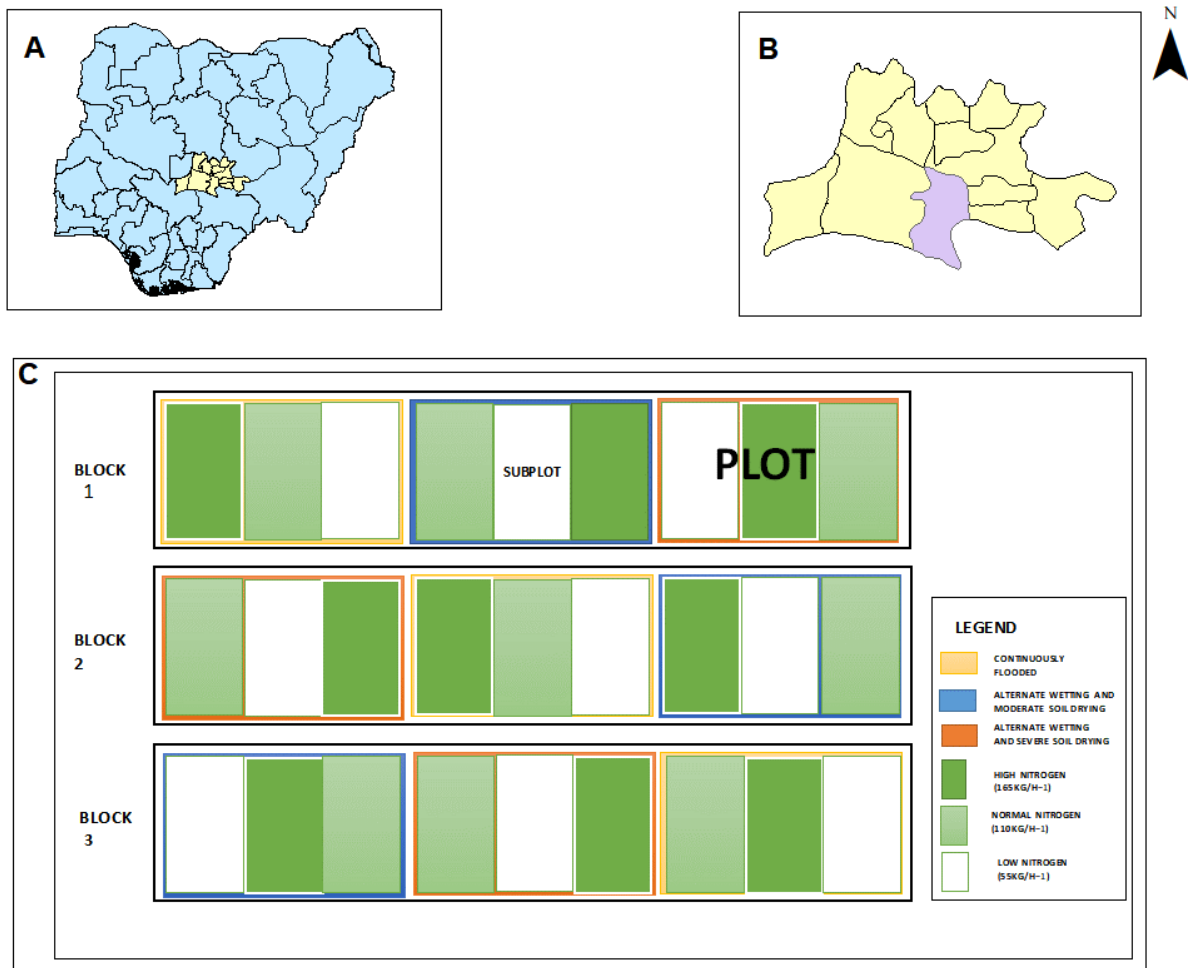 A
B
N
C
BLOCK
1
SUBPLOT
PLOT
BLOCK
2
BLOCK
3
LEGEND
CONTINUOUSLY
FLOODED
ALTERNATE WETTING AND
MODERATE SOIL DRYING
ALTERNATE WETTING
AND SEVERE SOIL DRYING
HIGH NITROGEN
(165KG/H−1)
NORMAL NITROGEN
(110KG/H−1)
LOW NITROGEN
(55KG/H−1)